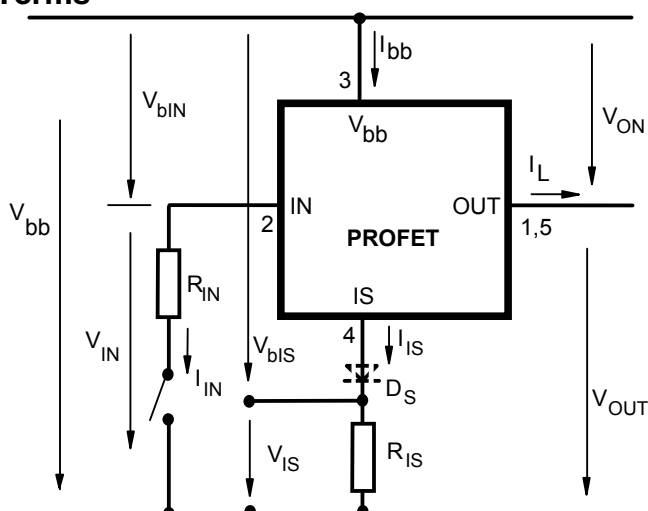 I bb
3
V bIN
V bb
V ON
I L
V bb
IN
OUT
2
1,5
PROFET
R IN
IS
V IN
4
I IS
V bIS
I IN
D S
V OUT
V IS
R IS